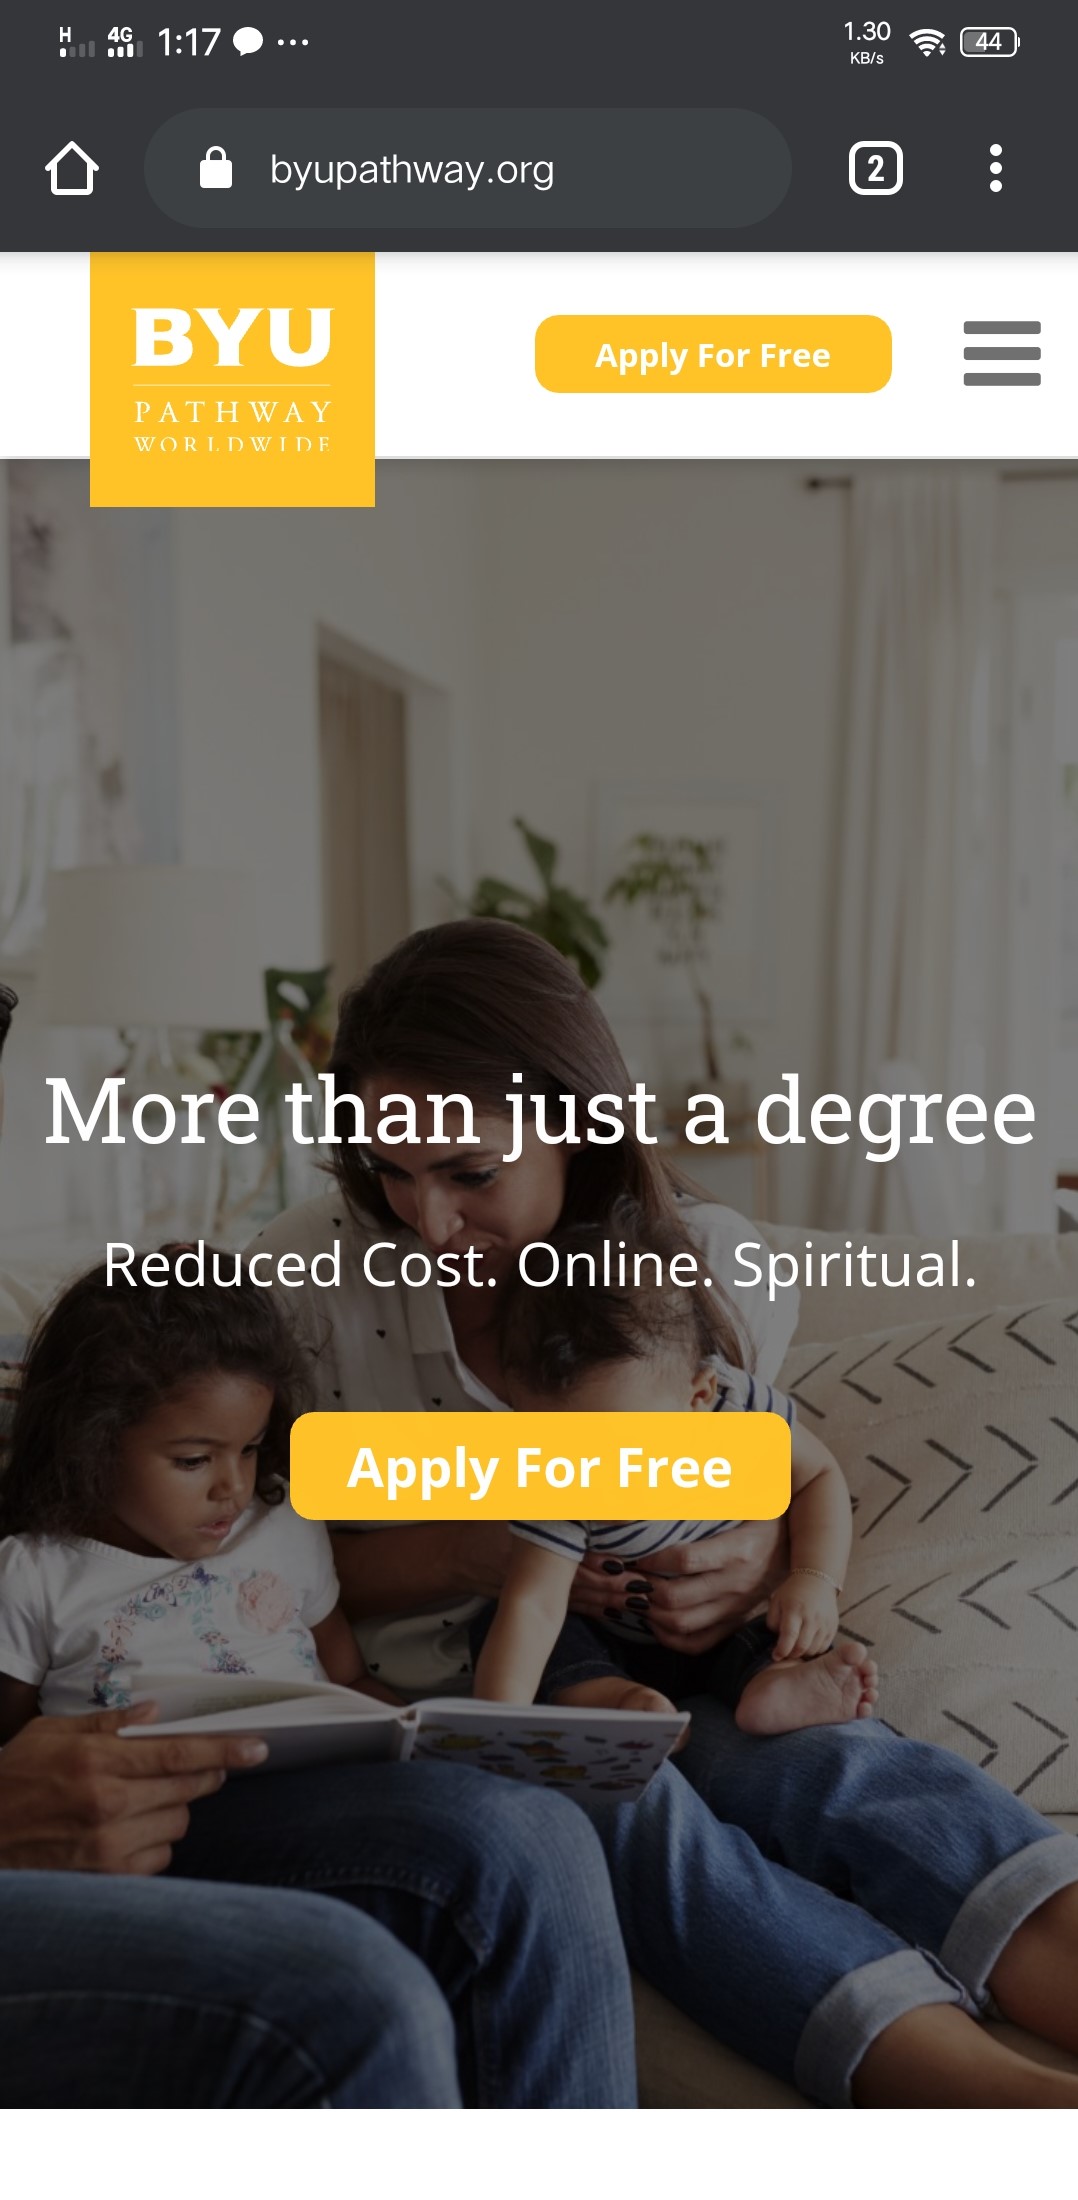 H 4G 1:17 ... 1.30 KB/s 44
byupathway.org 2
BYU
PATHWAY
WORLDWIDE
Apply For Free
More than just a degree
Reduced Cost. Online. Spiritual.
Apply For Free